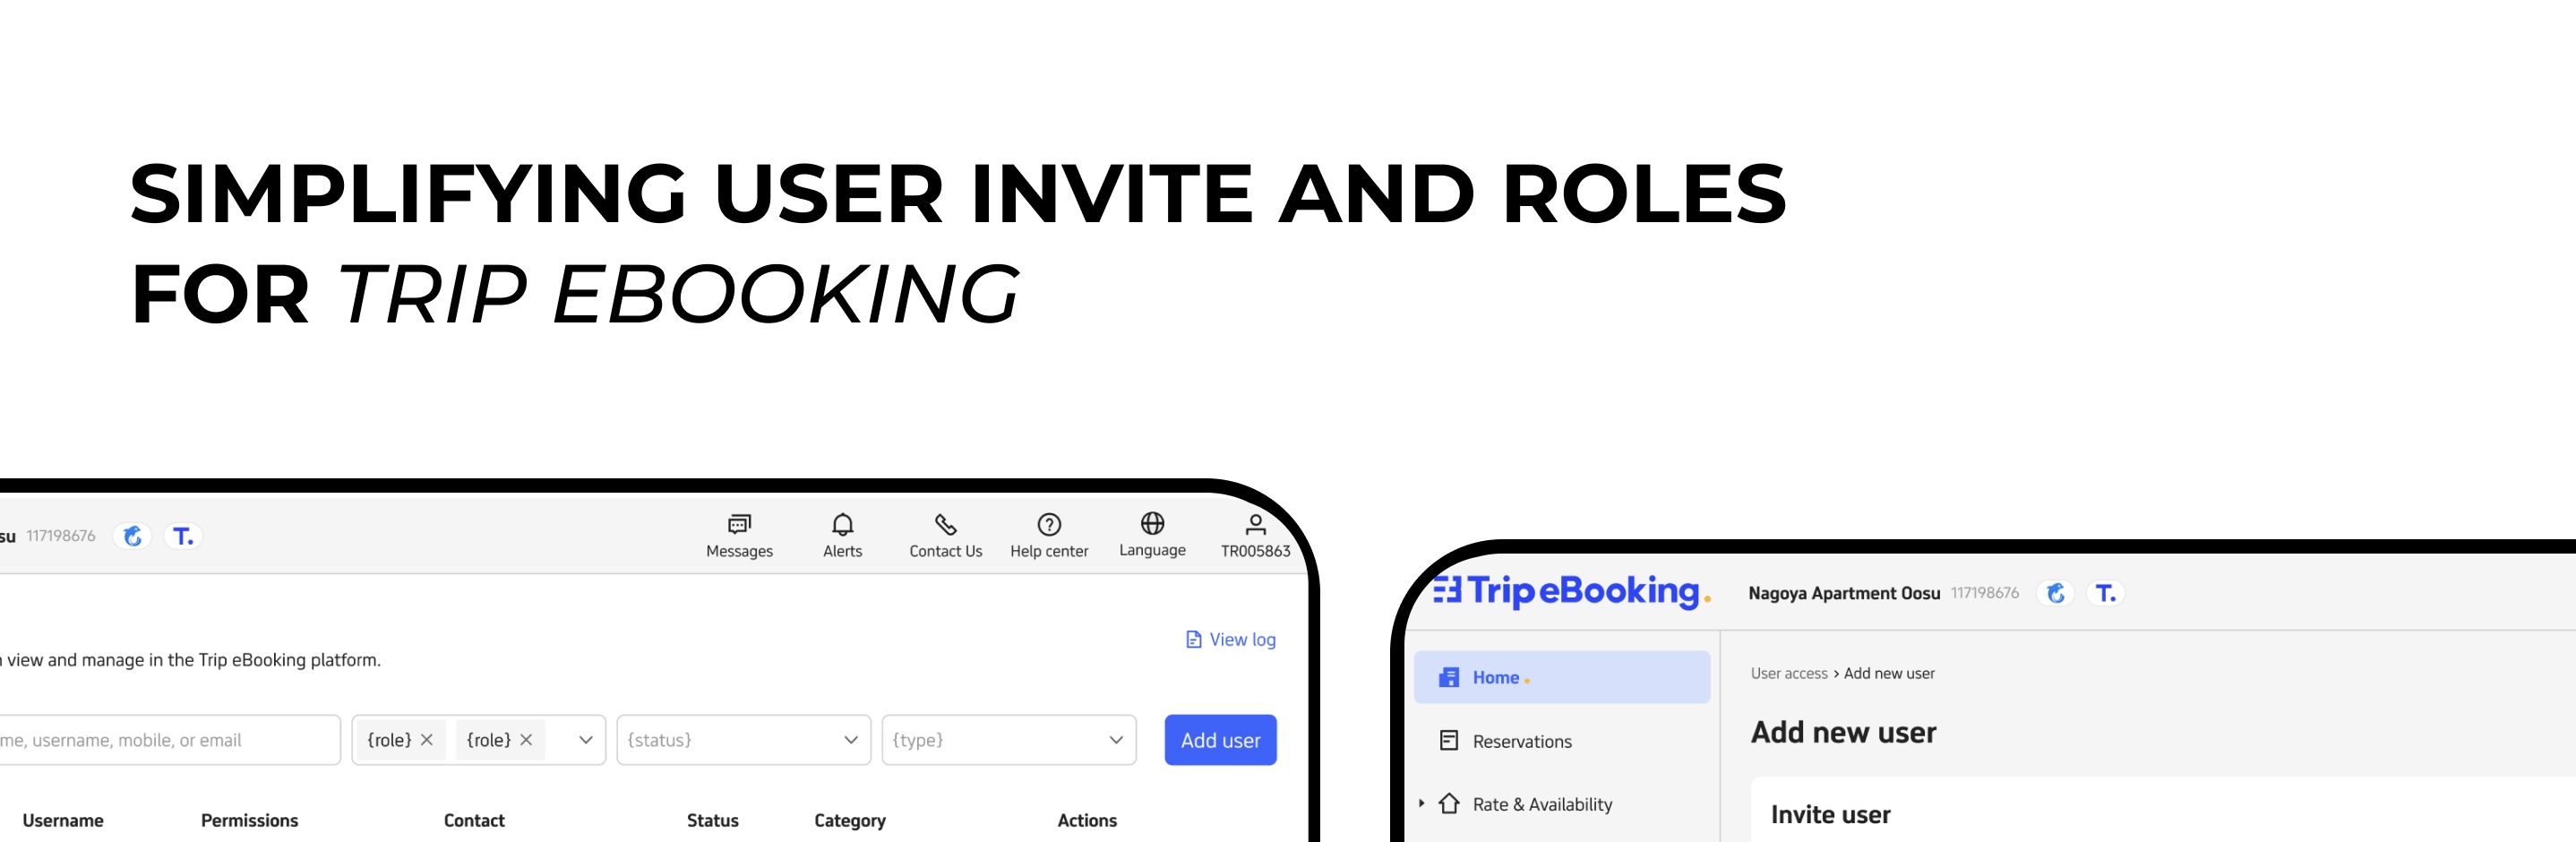 SIMPLIFYING USER INVITE AND ROLES
FOR TRIP EBOOKING
su 117198676 T.
Messages Alerts Contact Us Help center Language TR005863
View log
view and manage in the Trip eBooking platform.
me, username, mobile, or email {role} {role} {status} {type} Add user
Username Permissions Contact Status Category Actions
Trip eBooking. Nagoya Apartment Oosu 117198676 T.
Home
User access > Add new user
Add new user
Reservations
Rate & Availability
Invite user